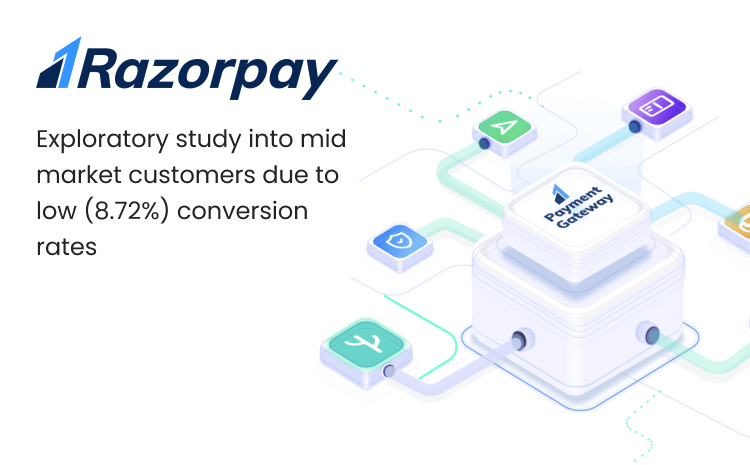 Razorpay
Exploratory study into mid
market customers due to
low (8.72%) conversion
rates
Payment
Gateway